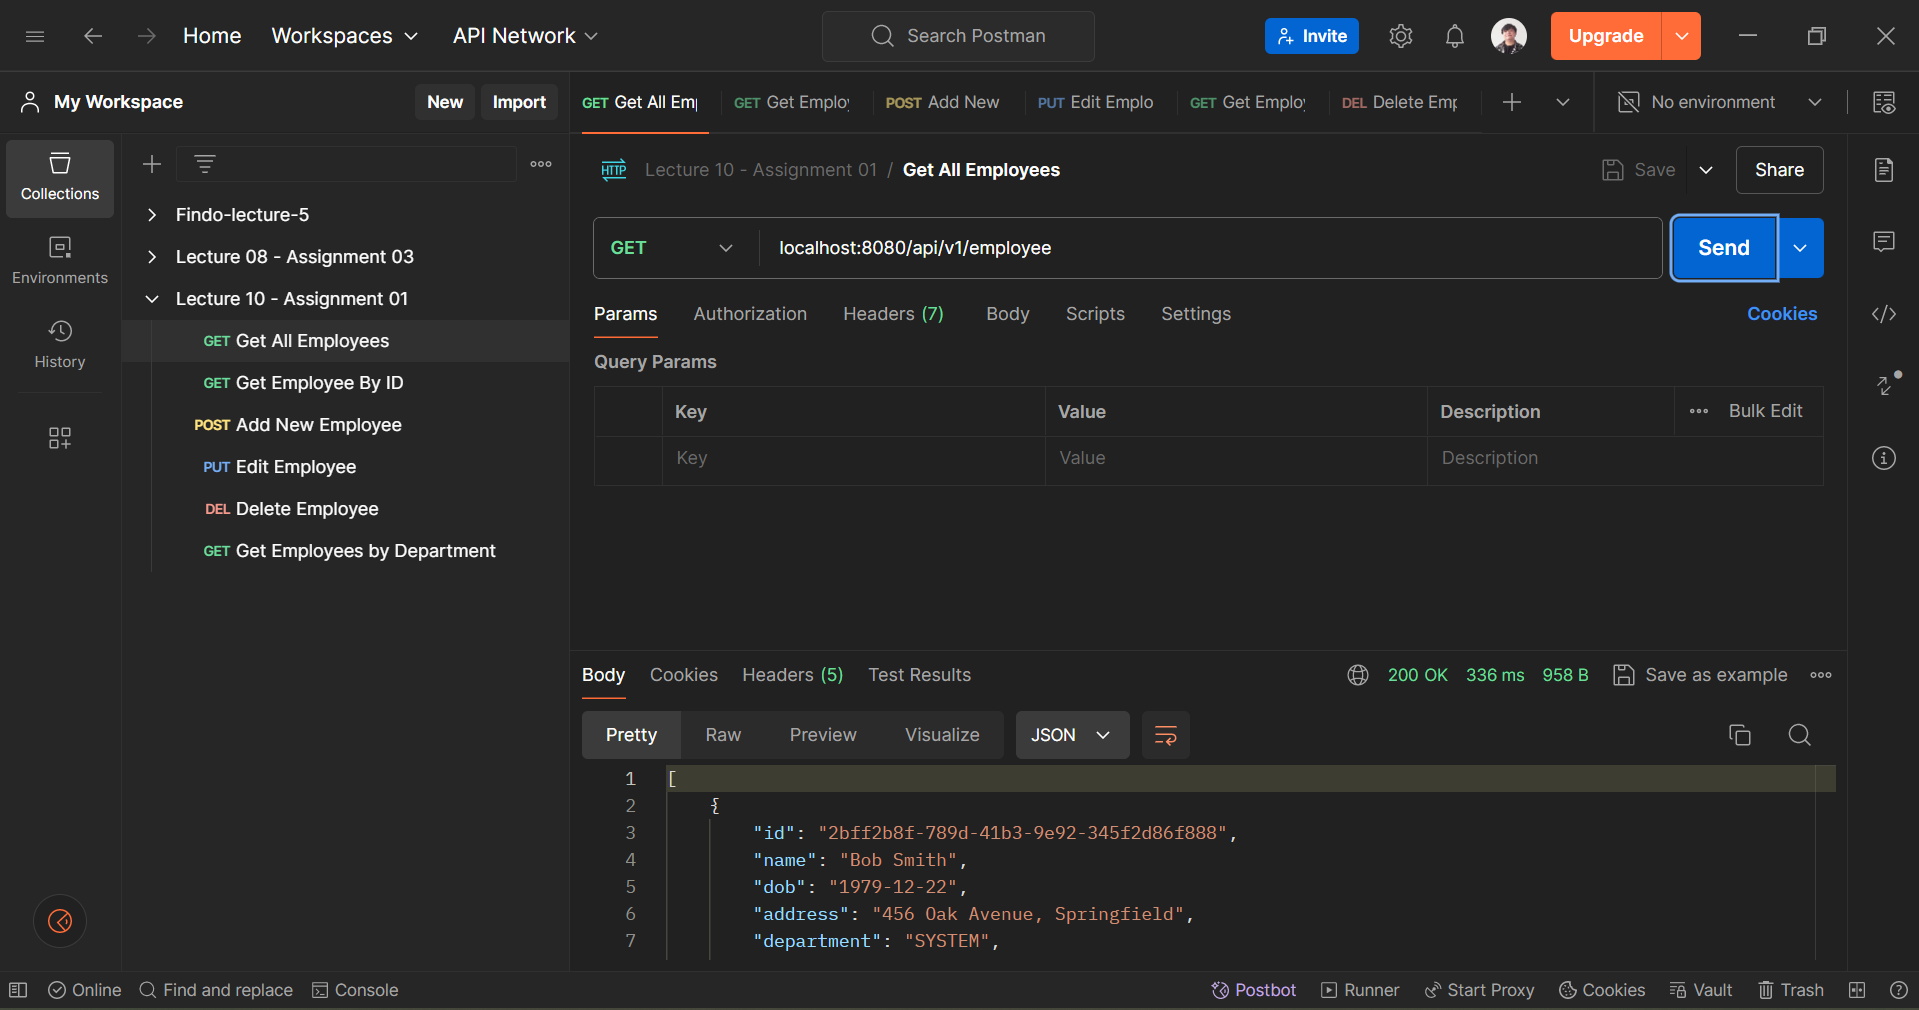 Home Workspaces API Network Search Postman Invite Upgrade
My Workspace New Import
GET Get All Emp GET Get Employ POST Add New PUT Edit Emplo GET Get Employ DEL Delete Emp No environment
Collections
Environments
History
Findo-lecture-5
Lecture 08 - Assignment 03
Lecture 10 - Assignment 01
GET Get All Employees
GET Get Employee By ID
POST Add New Employee
PUT Edit Employee
DEL Delete Employee
GET Get Employees by Department
HTTP Lecture 10 - Assignment 01 / Get All Employees Save Share
GET localhost:8080/api/v1/employee Send
Params Authorization Headers (7) Body Scripts Settings Cookies
Query Params
Key Value Description Bulk Edit
Key Value Description
Body Cookies Headers (5) Test Results 200 OK 336 ms 958 B Save as example
Pretty Raw Preview Visualize JSON
1 [
2 {
3 "id": "2bff2b8f-789d-41b3-9e92-345f2d86f888",
4 "name": "Bob Smith",
5 "dob": "1979-12-22",
6 "address": "456 Oak Avenue, Springfield",
7 "department": "SYSTEM",
Online Find and replace Console Postbot Runner Start Proxy Cookies Vault Trash